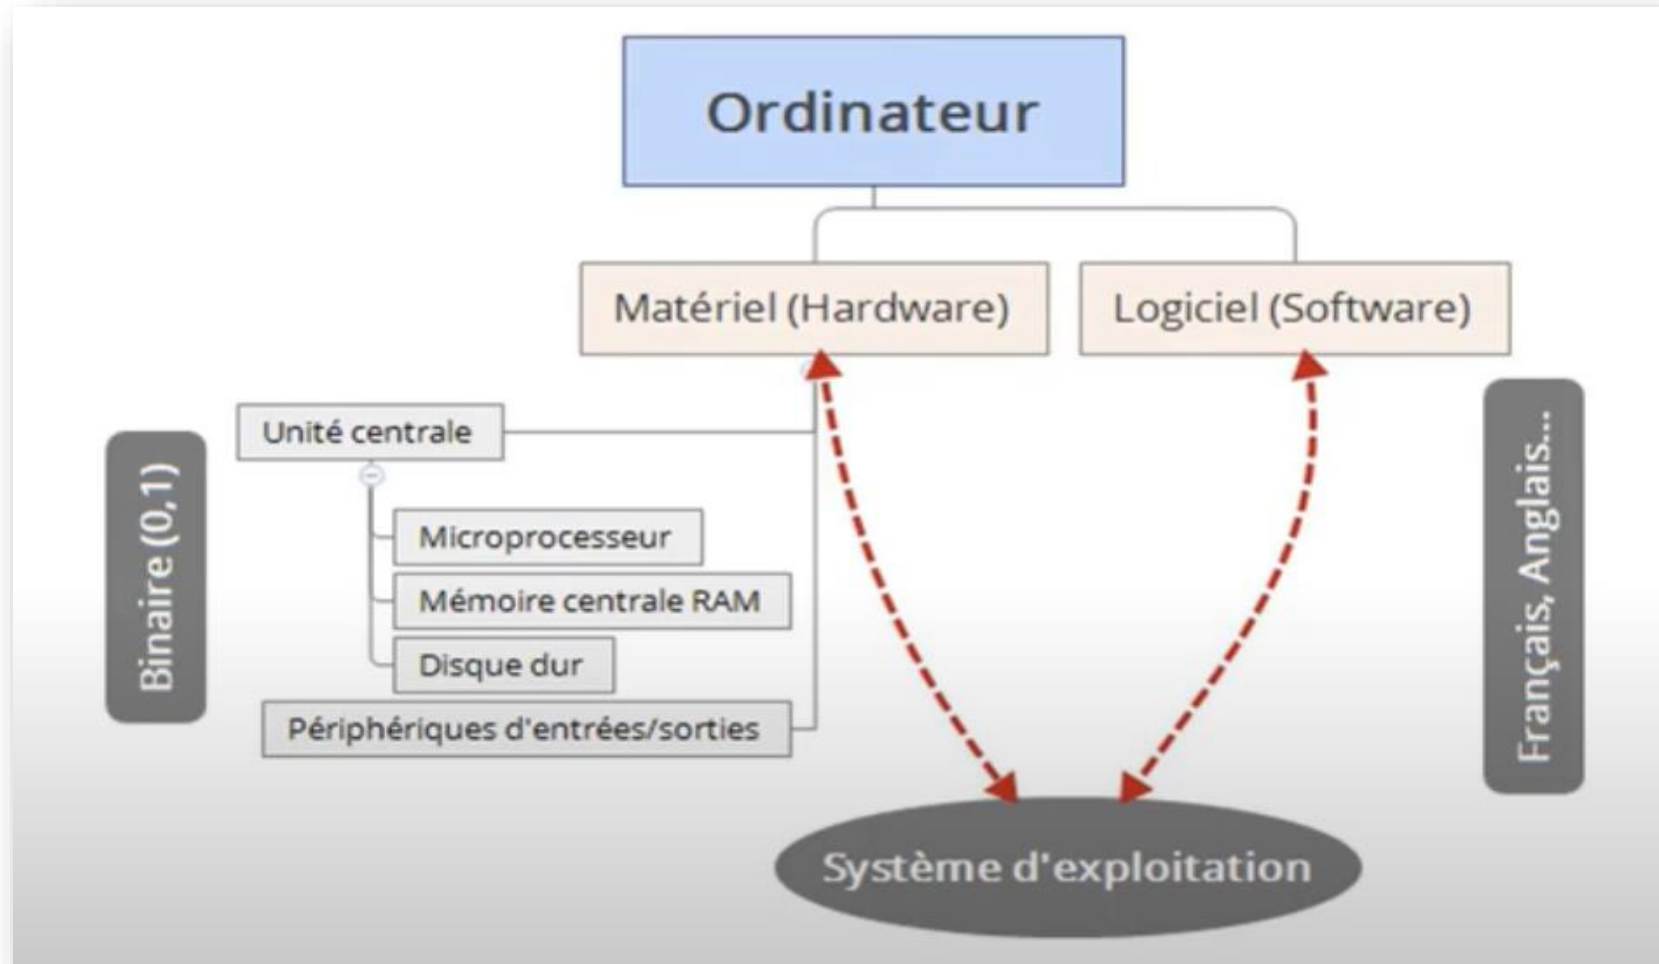 Ordinateur
Matériel (Hardware)
Logiciel (Software)
Unité centrale
Microprocesseur
Mémoire centrale RAM
Disque dur
Périphériques d'entrées/sorties
Binaire (0,1)
Français, Anglais...
Système d'exploitation